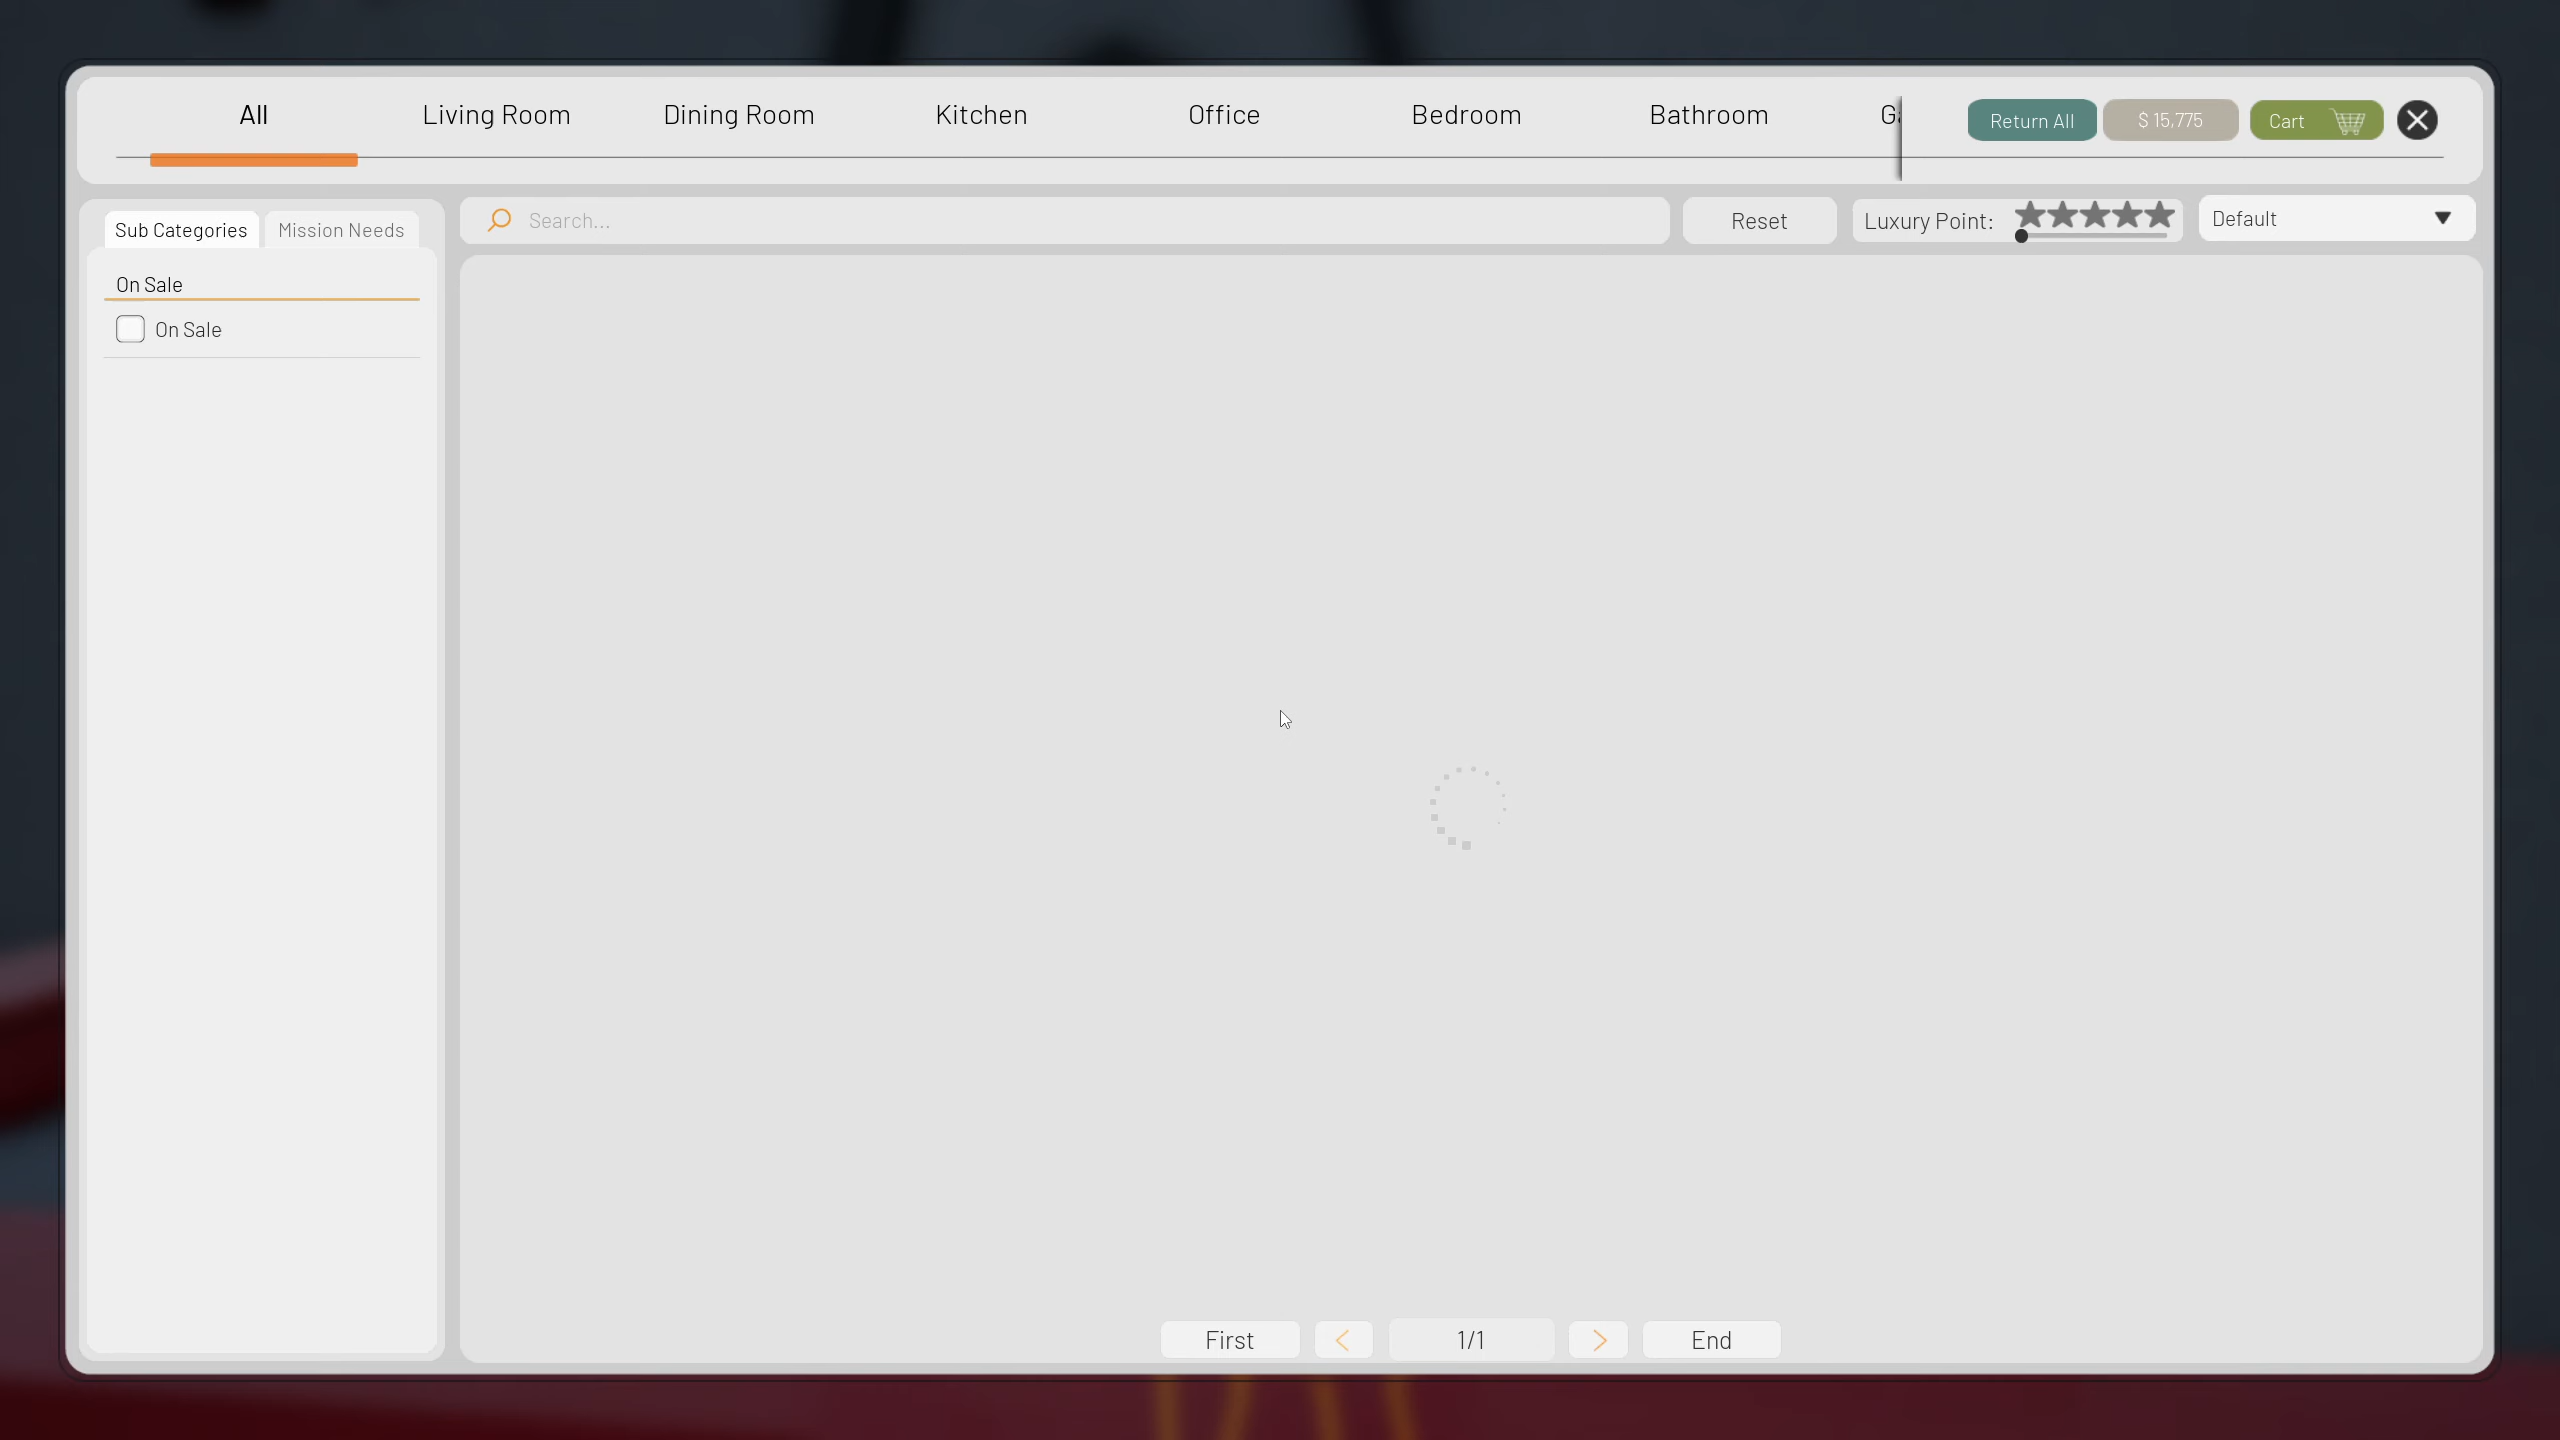 All
Living Room
Dining Room
Kitchen
Office
Bedroom
Bathroom
Return All
$ 15,775
Cart
Sub Categories
Mission Needs
Search...
Reset
Luxury Point:
Default
On Sale
On Sale
First
1/1
End